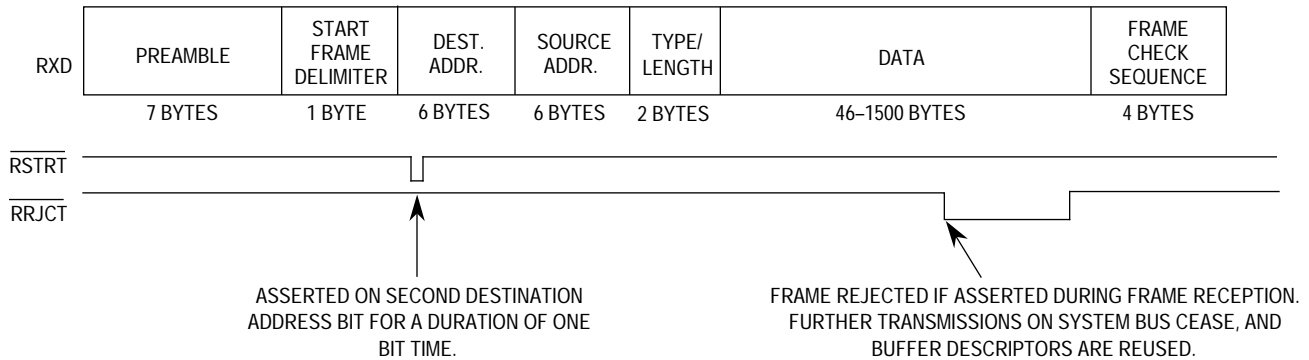 RXD
PREAMBLE
START
FRAME
DELIMITER
DEST.
ADDR.
SOURCE
ADDR.
TYPE/
LENGTH
DATA
FRAME
CHECK
SEQUENCE
7 BYTES
1 BYTE
6 BYTES
6 BYTES
2 BYTES
46–1500 BYTES
4 BYTES
RSTRT
RRJCT
ASSERTED ON SECOND DESTINATION
ADDRESS BIT FOR A DURATION OF ONE
BIT TIME.
FRAME REJECTED IF ASSERTED DURING FRAME RECEPTION.
FURTHER TRANSMISSIONS ON SYSTEM BUS CEASE, AND
BUFFER DESCRIPTORS ARE REUSED.